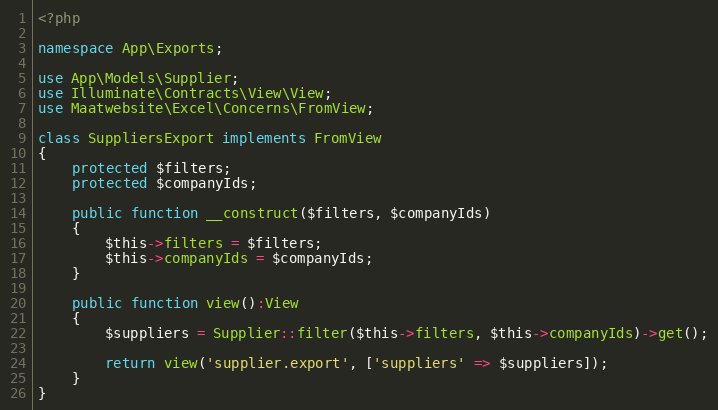 1 <?php
2
3 namespace App\Exports;
4
5 use App\Models\Supplier;
6 use Illuminate\Contracts\View\View;
7 use Maatwebsite\Excel\Concerns\FromView;
8
9 class SuppliersExport implements FromView
10 {
11     protected $filters;
12     protected $companyIds;
13
14     public function __construct($filters, $companyIds)
15     {
16         $this->filters = $filters;
17         $this->companyIds = $companyIds;
18     }
19
20     public function view():View
21     {
22         $suppliers = Supplier::filter($this->filters, $this->companyIds)->get();
23
24         return view('supplier.export', ['suppliers' => $suppliers]);
25     }
26 }